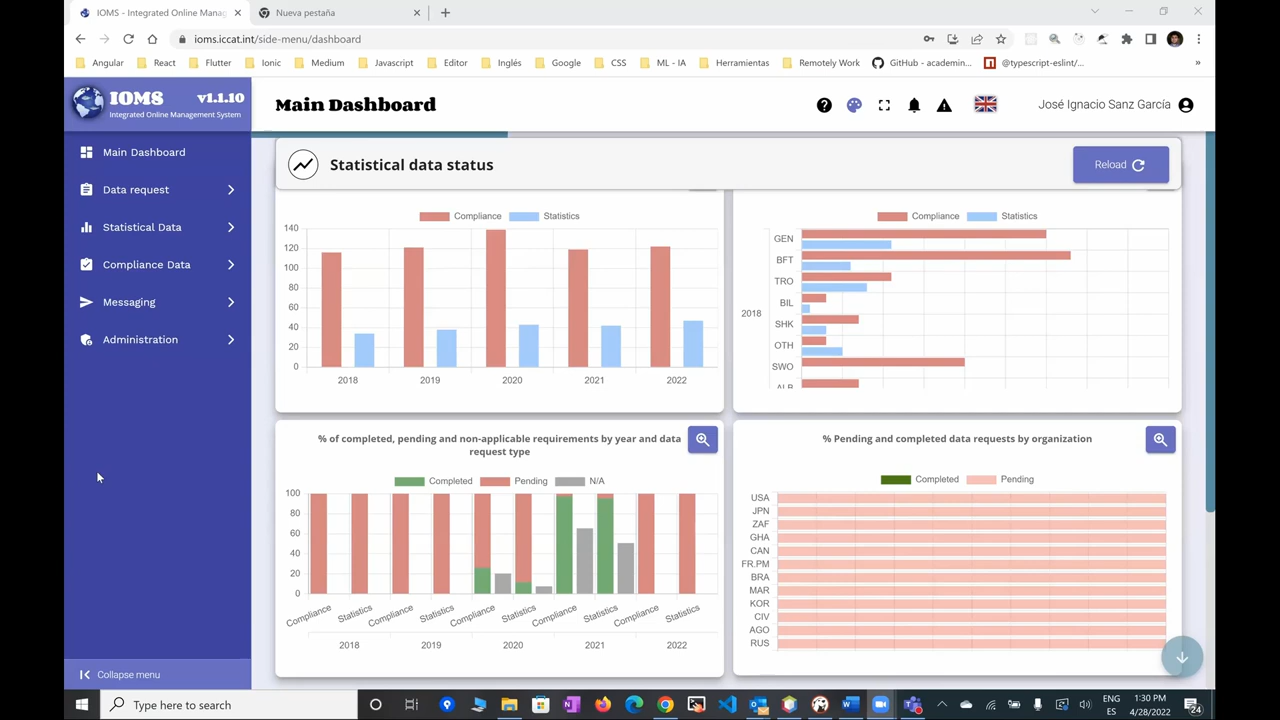 IOMS - Integrated Online Manag
Nueva pestaña
ioms.iccat.int/side-menu/dashboard
Angular
React
Flutter
Ionic
Medium
Javascript
Editor
Inglés
Google
CSS
ML - IA
Herramientas
Remotely Work
GitHub - academin...
@typescript-eslint/...
IOMS v1.1.10
Integrated Online Management System
Main Dashboard
José Ignacio Sanz García
Main Dashboard
Data request
Statistical Data
Compliance Data
Messaging
Administration
Collapse menu
Statistical data status
Reload
Compliance Statistics
140
120
100
80
60
40
20
0
2018 2019 2020 2021 2022
Compliance Statistics
2018
GEN
BFT
TRO
BIL
SHK
OTH
SWO
ALB
% of completed, pending and non-applicable requirements by year and data
request type
Completed Pending N/A
100
80
60
40
20
0
Compliance Statistics Compliance Statistics Compliance Statistics Compliance Statistics Compliance Statistics
2018 2019 2020 2021 2022
% Pending and completed data requests by organization
Completed Pending
USA
JPN
ZAF
GHA
CAN
FR.PM
BRA
MAR
KOR
CIV
AGO
RUS
Type here to search
ENG
ES
1:30 PM
4/28/2022
24